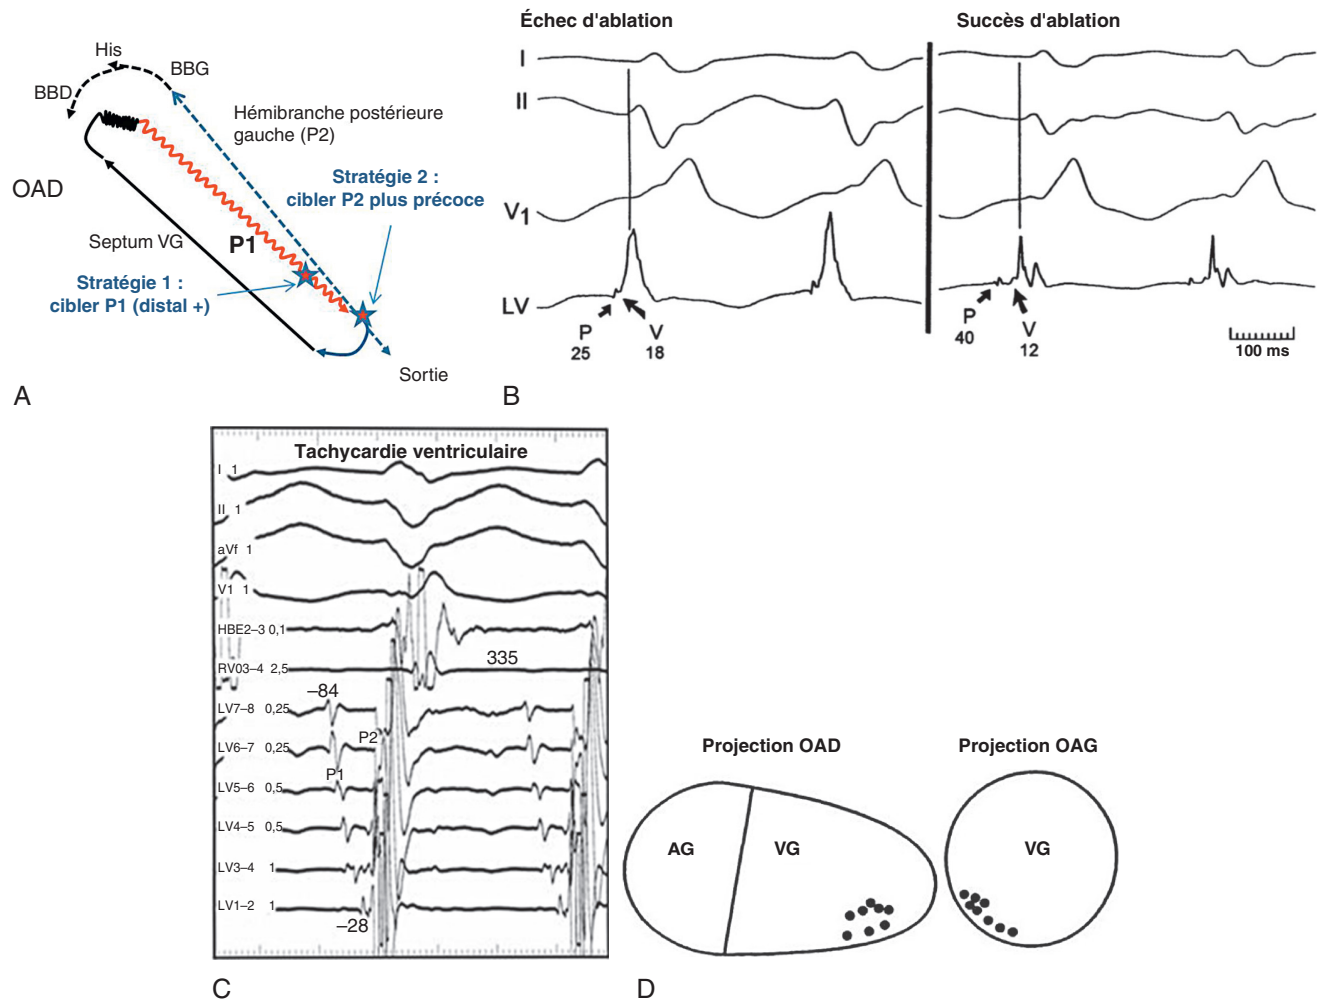 A
His
BBG
BBD
Hémibranche postérieure
gauche (P2)
OAD
Stratégie 2 :
cibler P2 plus précoce
Septum VG
P1
Stratégie 1 :
cibler P1 (distal +)
Sortie
A
B
Échec d'ablation
Succès d'ablation
I
II
V1
LV
P
25
V
18
P
40
V
12
100 ms
B
Tachycardie ventriculaire
I 1
II 1
aVf 1
V1 1
HBE2–3 0,1
RV03–4 2,5
335
–84
LV7–8 0,25
P2
LV6–7 0,25
P1
LV5–6 0,5
LV4–5 0,5
LV3–4 1
LV1–2 1
–28
C
Projection OAD
Projection OAG
AG
VG
VG
D